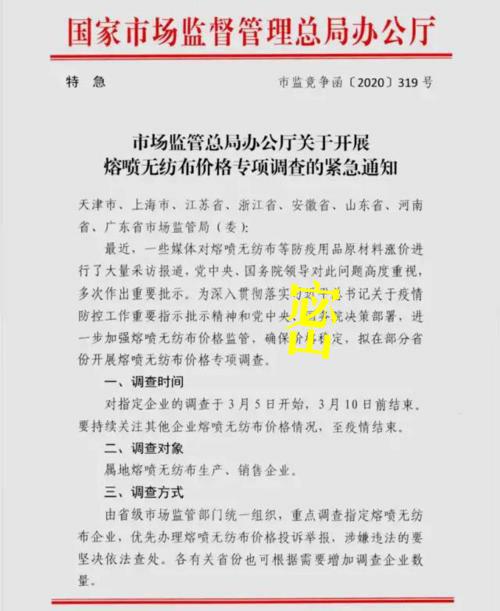 国家市场监督管理总局办公厅
特 急 市监竞争函〔2020〕319 号
市场监管总局办公厅关于开展
熔喷无纺布价格专项调查的紧急通知
天津市、上海市、江苏省、浙江省、安徽省、山东省、河南
省、广东省市场监管局（委）：
最近，一些媒体对熔喷无纺布等防疫用品原材料涨价进
行了大量采访报道，党中央、国务院领导对此问题高度重视，
多次作出重要批示。为深入贯彻落实 书记关于疫情
防控工作重要指示批示精神和党中央、 务院决策部署，进
一步加强熔喷无纺布价格监管，确保价 稳定，拟在部分省
份开展熔喷无纺布价格专项调查。
密
一、调查时间
对指定企业的调查于 3 月 5 日开始，3 月 10 日前结束。
要持续关注其他企业熔喷无纺布价格情况，至疫情结束。
二、调查对象
属地熔喷无纺布生产、销售企业。
三、调查方式
由省级市场监管部门统一组织，重点调查指定熔喷无纺
布企业，优先办理熔喷无纺布价格投诉举报，涉嫌违法的要
坚决依法查处。各有关省份也可根据需要增加调查企业数
量。